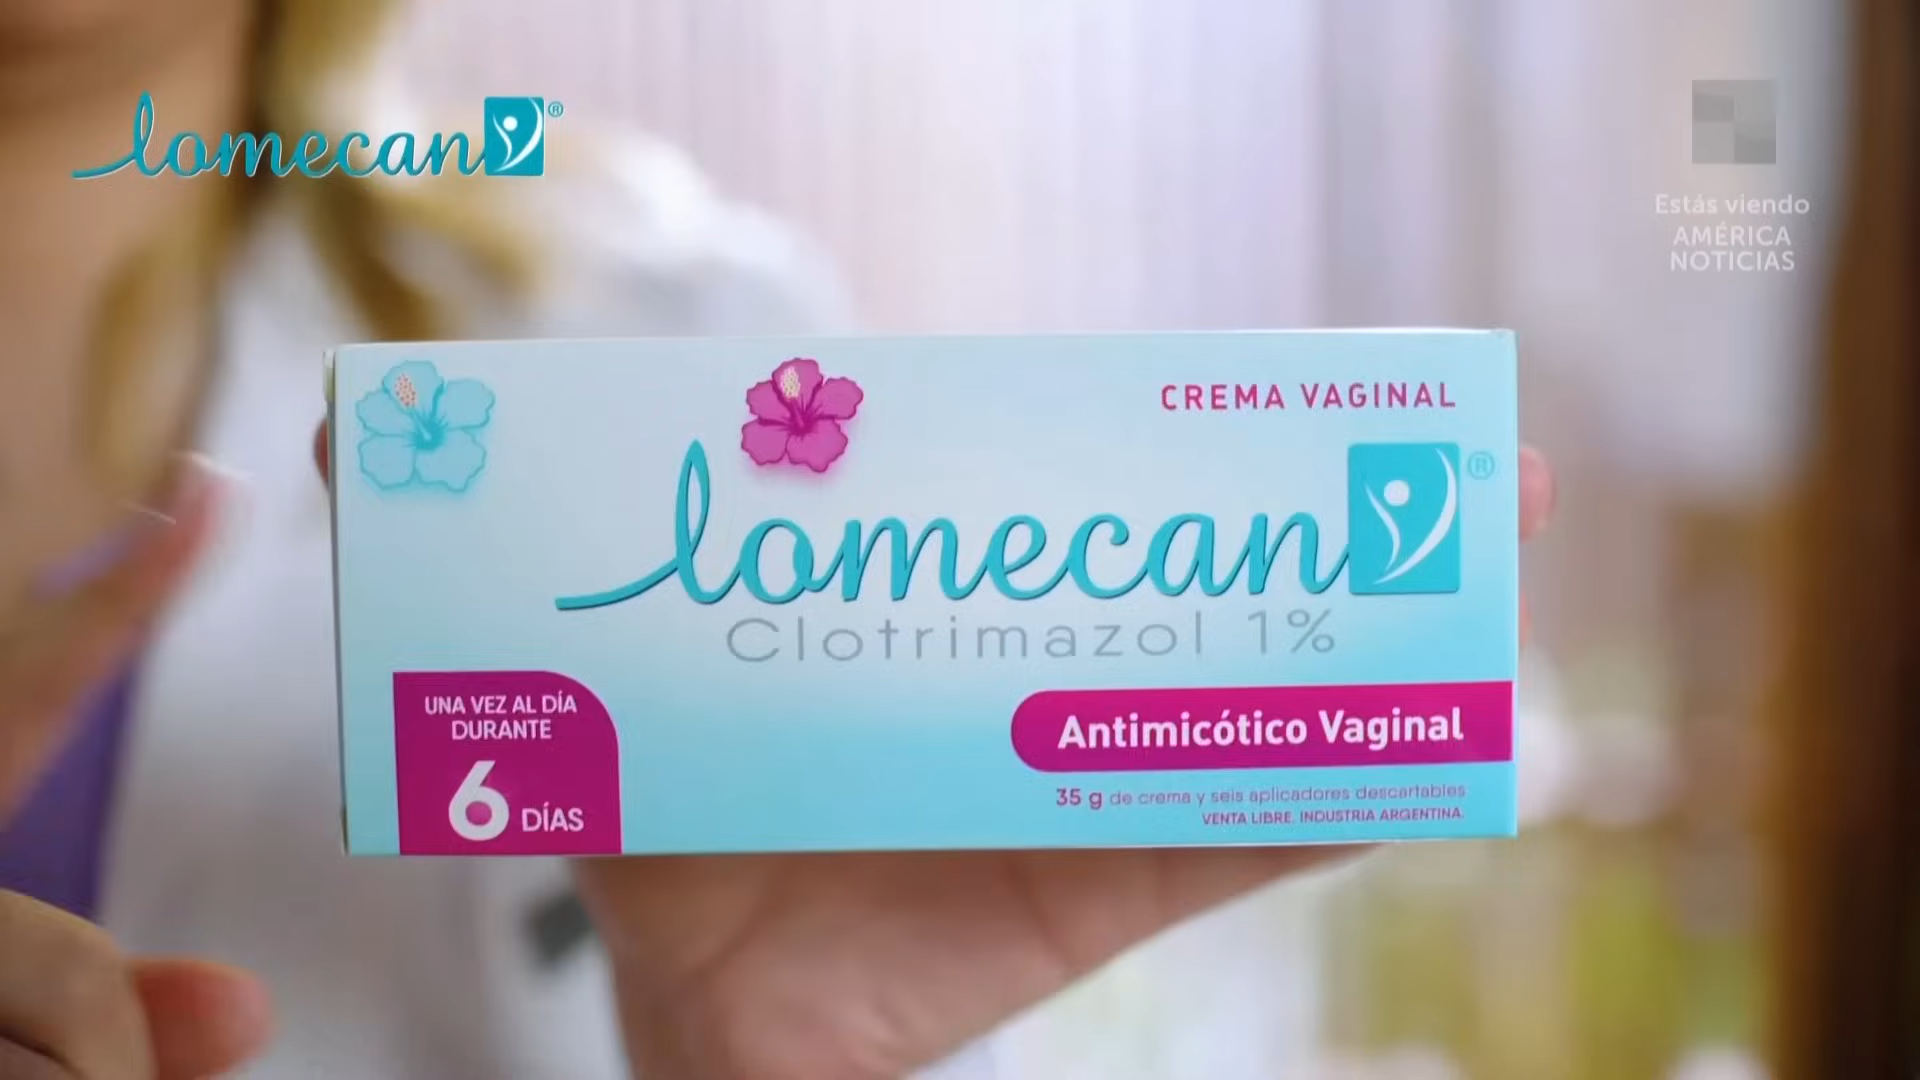 lomecan®
Estás viendo
AMÉRICA
NOTICIAS
CREMA VAGINAL
lomecan®
Clotrimazol 1%
UNA VEZ AL DÍA
DURANTE
6 DÍAS
Antimicótico Vaginal
35 g de crema y seis aplicadores descartables
VENTA LIBRE. INDUSTRIA ARGENTINA.